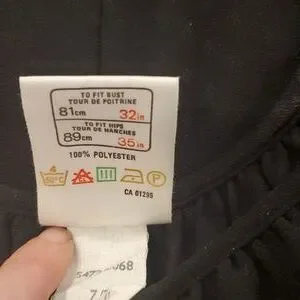 TO FIT BUST
TOUR DE POITRINE
81cm 32in
TO FIT HIPS
TOUR DE HANCHES
89cm 35in
100% POLYESTER
CA 01295